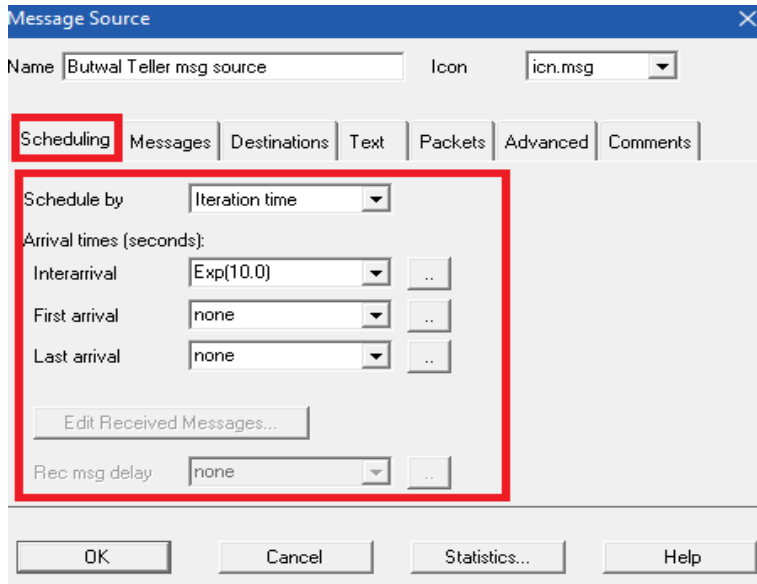 Message Source
Name Butwal Teller msg source Icon icn.msg
Scheduling Messages Destinations Text Packets Advanced Comments
Schedule by Iteration time
Arrival times (seconds):
Interarrival Exp(10.0) ..
First arrival none ..
Last arrival none ..
Edit Received Messages...
Rec msg delay none ..
OK Cancel Statistics... Help